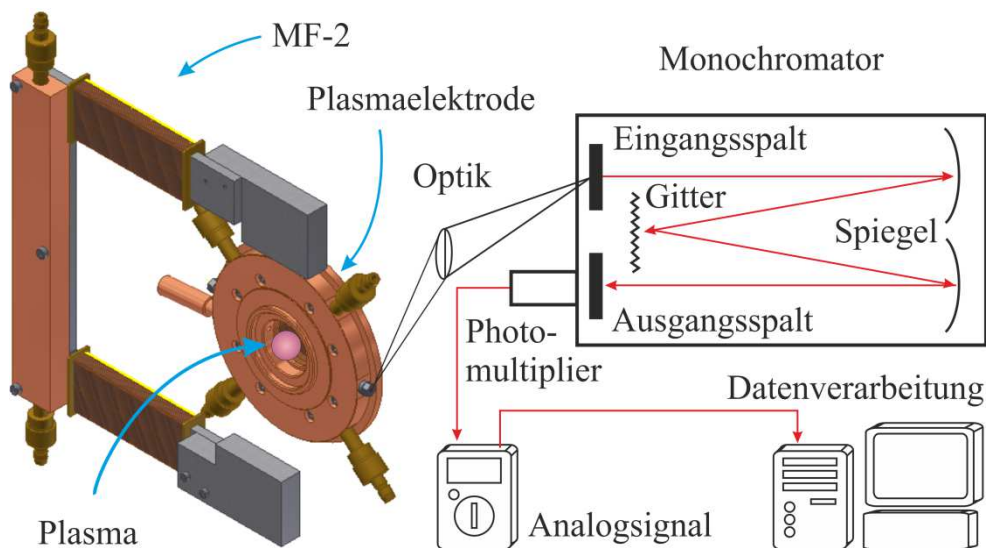 MF-2
Monochromator
Plasmaelektrode
Eingangsspalt
Optik
Gitter
Spiegel
Ausgangsspalt
Photo-
multiplier
Datenverarbeitung
Analogsignal
Plasma